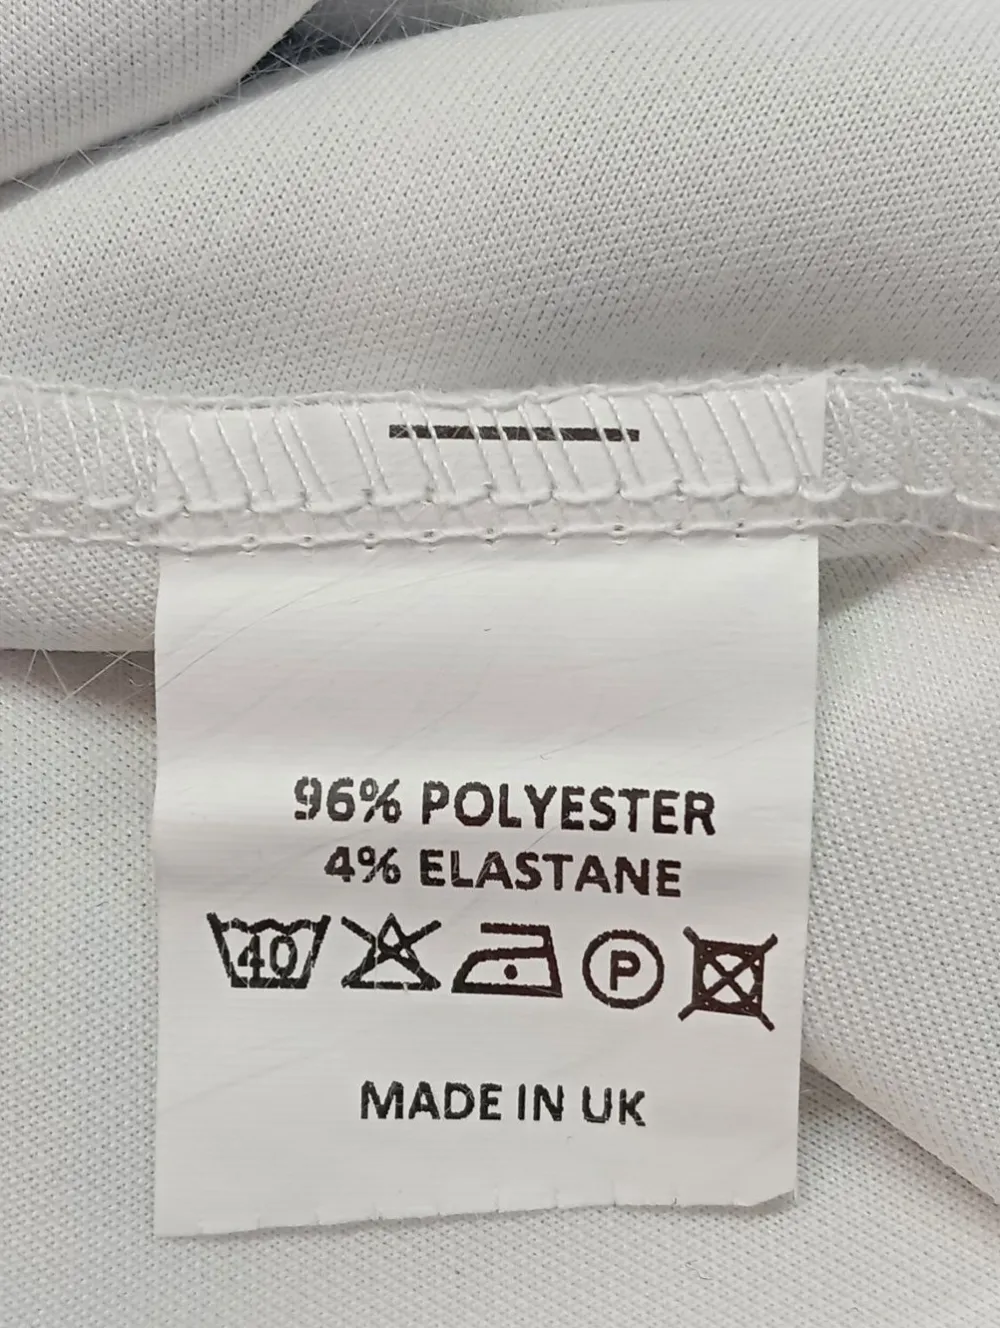 96% POLYESTER
4% ELASTANE
40 P
MADE IN UK